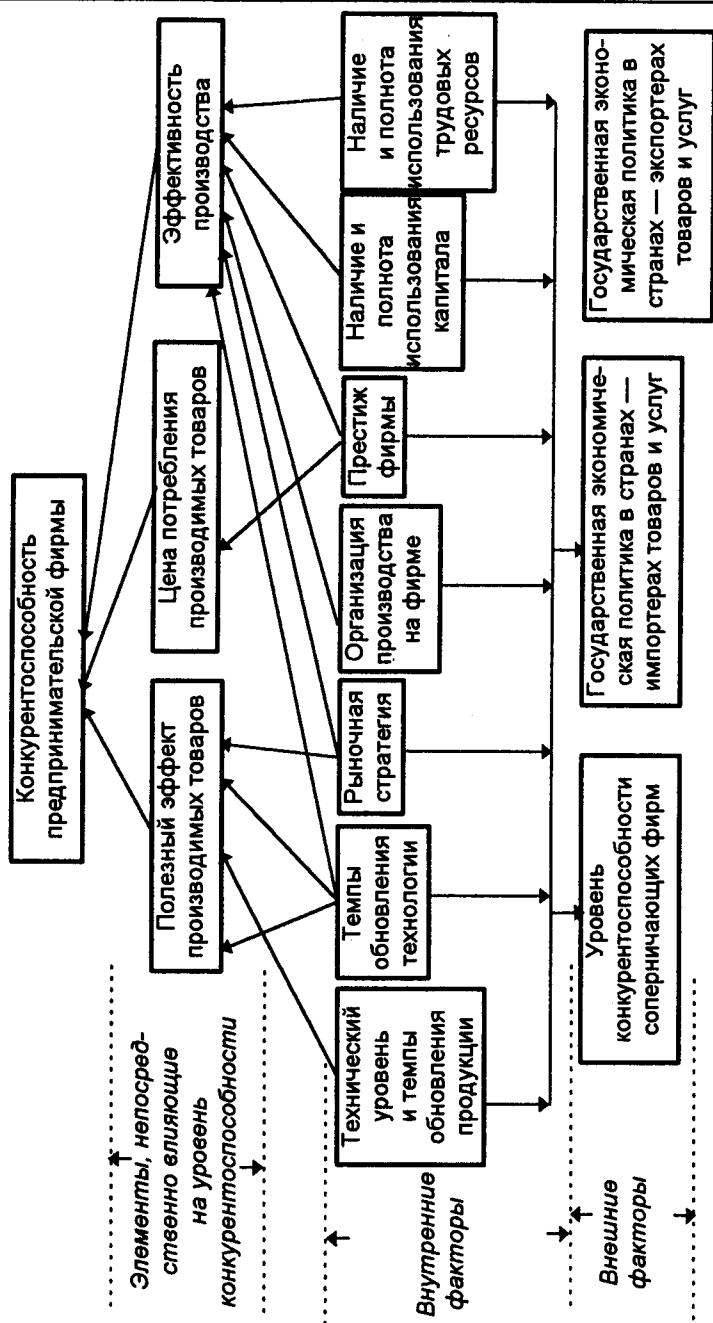 Конкурентоспособность
предпринимательской фирмы
Элементы, непосред-
ственно влияющие
на уровень
конкурентоспособности
Полезный эффект
производимых товаров
Цена потребления
производимых товаров
Эффективность
производства
Внутренние
факторы
Технический
уровень
и темпы
обновления
продукции
Темпы
обновления
технологии
Рыночная
стратегия
Организация
производства
на фирме
Престиж
фирмы
Наличие и
полнота
использования
капитала
Наличие
и полнота
использования
трудовых
ресурсов
Внешние
факторы
Уровень
конкурентоспособности
соперничающих фирм
Государственная экономиче-
ская политика в странах —
импортерах товаров и услуг
Государственная эконо-
мическая политика в
странах — экспортерах
товаров и услуг